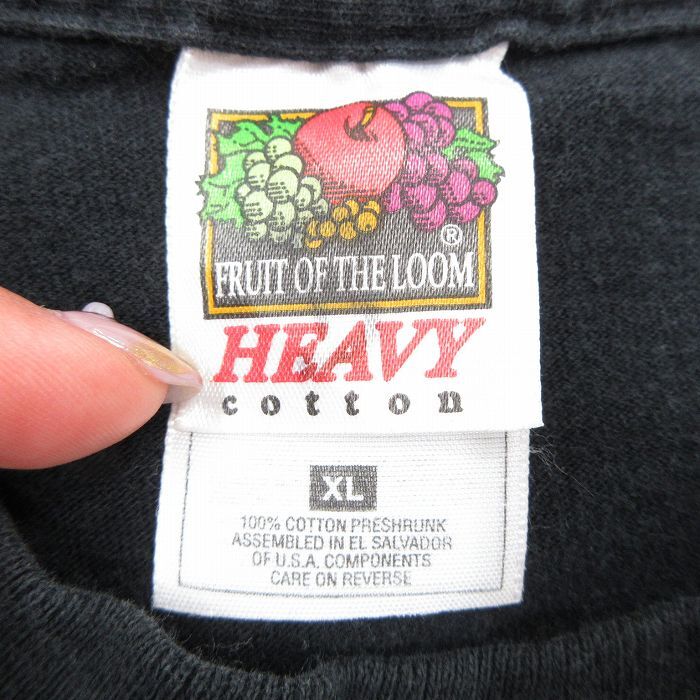 ®
FRUIT OF THE LOOM
HEAVY
cotton
XL
100% COTTON PRESHRUNK
ASSEMBLED IN EL SALVADOR
OF U.S.A. COMPONENTS
CARE ON REVERSE